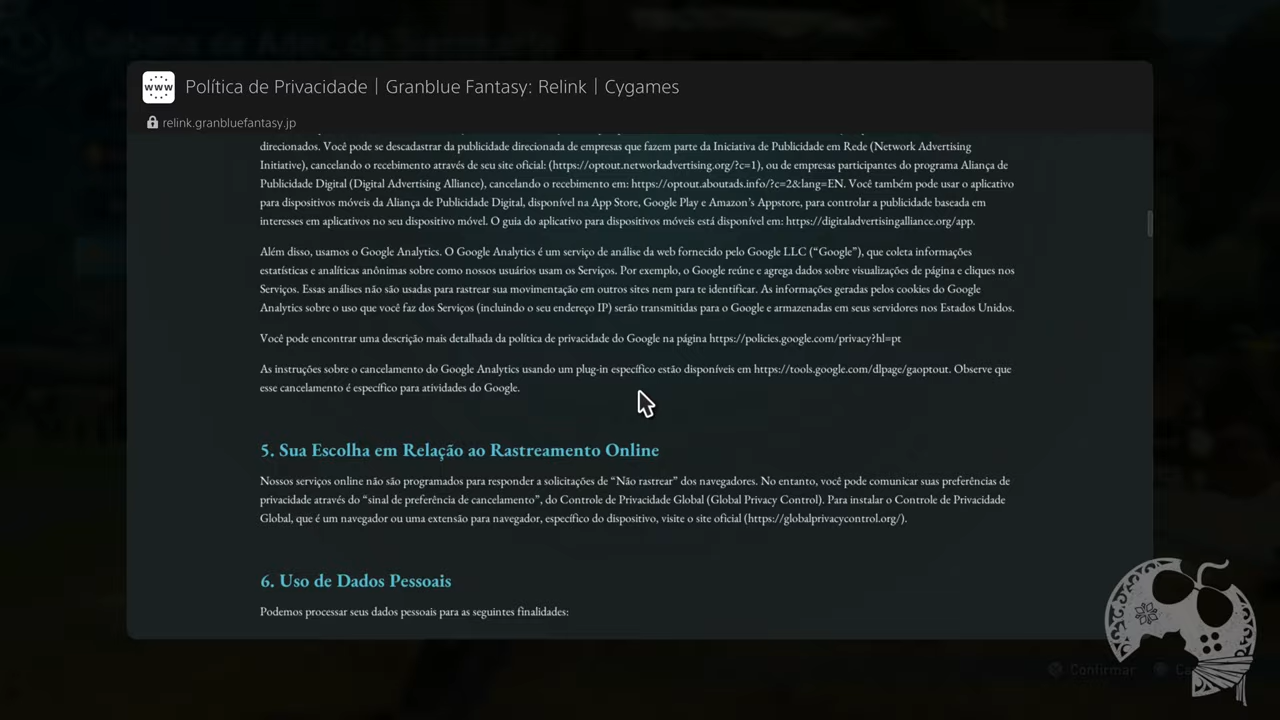 Política de Privacidade | Granblue Fantasy: Relink | Cygames
relink.granbluefantasy.jp
direcionados. Você pode se descadastrar da publicidade direcionada de empresas que fazem parte da Iniciativa de Publicidade em Rede (Network Advertising
Initiative), cancelando o recebimento através de seu site oficial: (https://optout.networkadvertising.org/?c=1), ou de empresas participantes do programa Aliança de
Publicidade Digital (Digital Advertising Alliance), cancelando o recebimento em: https://optout.aboutads.info/?c=2&lang=EN. Você também pode usar o aplicativo
para dispositivos móveis da Aliança de Publicidade Digital, disponível na App Store, Google Play e Amazon's Appstore, para controlar a publicidade baseada em
interesses em aplicativos no seu dispositivo móvel. O guia do aplicativo para dispositivos móveis está disponível em: https://digitaladvertisingalliance.org/app.
Além disso, usamos o Google Analytics. O Google Analytics é um serviço de análise da web fornecido pelo Google LLC (“Google”), que coleta informações
estatísticas e analíticas anônimas sobre como nossos usuários usam os Serviços. Por exemplo, o Google reúne e agrega dados sobre visualizações de página e cliques nos
Serviços. Essas análises não são usadas para rastrear sua movimentação em outros sites nem para te identificar. As informações geradas pelos cookies do Google
Analytics sobre o uso que você faz dos Serviços (incluindo o seu endereço IP) serão transmitidas para o Google e armazenadas em seus servidores nos Estados Unidos.
Você pode encontrar uma descrição mais detalhada da política de privacidade do Google na página https://policies.google.com/privacy?hl=pt
As instruções sobre o cancelamento do Google Analytics usando um plug-in específico estão disponíveis em https://tools.google.com/dlpage/gaoptout. Observe que
esse cancelamento é específico para atividades do Google.
5. Sua Escolha em Relação ao Rastreamento Online
Nossos serviços online não são programados para responder a solicitações de “Não rastrear” dos navegadores. No entanto, você pode comunicar suas preferências de
privacidade através do “sinal de preferência de cancelamento”, do Controle de Privacidade Global (Global Privacy Control). Para instalar o Controle de Privacidade
Global, que é um navegador ou uma extensão para navegador, específico do dispositivo, visite o site oficial (https://globalprivacycontrol.org/).
6. Uso de Dados Pessoais
Podemos processar seus dados pessoais para as seguintes finalidades:
Confirmar